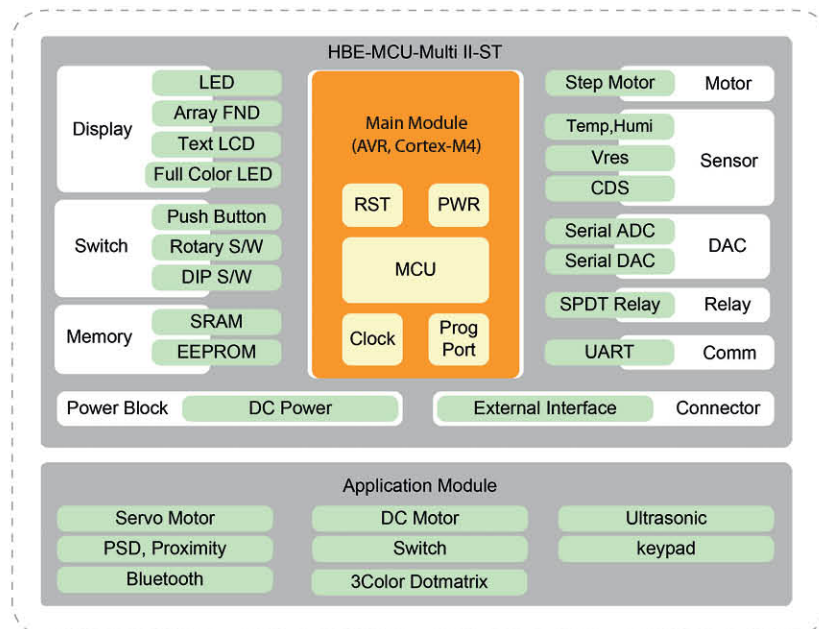 HBE-MCU-Multi II-ST
Display
LED
Array FND
Text LCD
Full Color LED
Switch
Push Button
Rotary S/W
DIP S/W
Memory
SRAM
EEPROM
Main Module
(AVR, Cortex-M4)
RST
PWR
MCU
Clock
Prog
Port
Step Motor
Motor
Temp,Humi
Vres
CDS
Sensor
Serial ADC
Serial DAC
DAC
SPDT Relay
Relay
UART
Comm
Power Block
DC Power
External Interface
Connector
Application Module
Servo Motor
DC Motor
Ultrasonic
PSD, Proximity
Switch
keypad
Bluetooth
3Color Dotmatrix